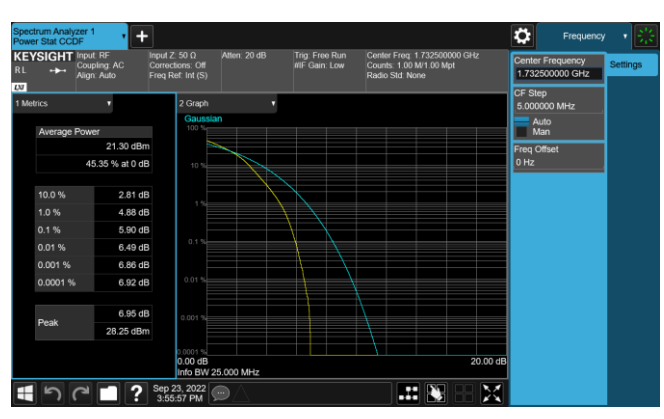 Spectrum Analyzer 1
Power Stat CCDF
Frequency
KEYSIGHT
RL
LXI
Input: RF
Coupling: AC
Align: Auto
Input Z: 50 Ω
Corrections: Off
Freq Ref: Int (S)
Atten: 20 dB
Trig: Free Run
#IF Gain: Low
Center Freq: 1.732500000 GHz
Counts: 1.00 M/1.00 Mpt
Radio Std: None
Center Frequency
1.732500000 GHz
Settings
CF Step
5.000000 MHz
Auto
Man
Freq Offset
0 Hz
1 Metrics
Average Power
21.30 dBm
45.35 % at 0 dB
10.0 % 2.81 dB
1.0 % 4.88 dB
0.1 % 5.90 dB
0.01 % 6.49 dB
0.001 % 6.86 dB
0.0001 % 6.92 dB
Peak
6.95 dB
28.25 dBm
2 Graph
Gaussian
100 %
10 %
1 %
0.1 %
0.01 %
0.001 %
0.0001 %
0.00 dB
20.00 dB
Info BW 25.000 MHz
?
Sep 23, 2022
3:55:57 PM